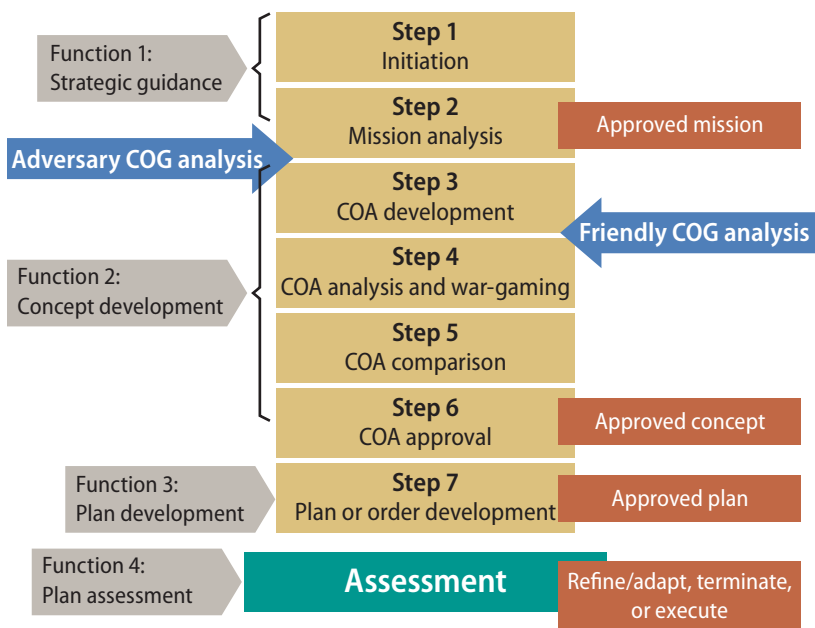 Function 1:
Strategic guidance
Step 1
Initiation
Step 2
Mission analysis
Approved mission
Adversary COG analysis
Step 3
COA development
Friendly COG analysis
Function 2:
Concept development
Step 4
COA analysis and war-gaming
Step 5
COA comparison
Step 6
COA approval
Approved concept
Function 3:
Plan development
Step 7
Plan or order development
Approved plan
Function 4:
Plan assessment
Assessment
Refine/adapt, terminate,
or execute